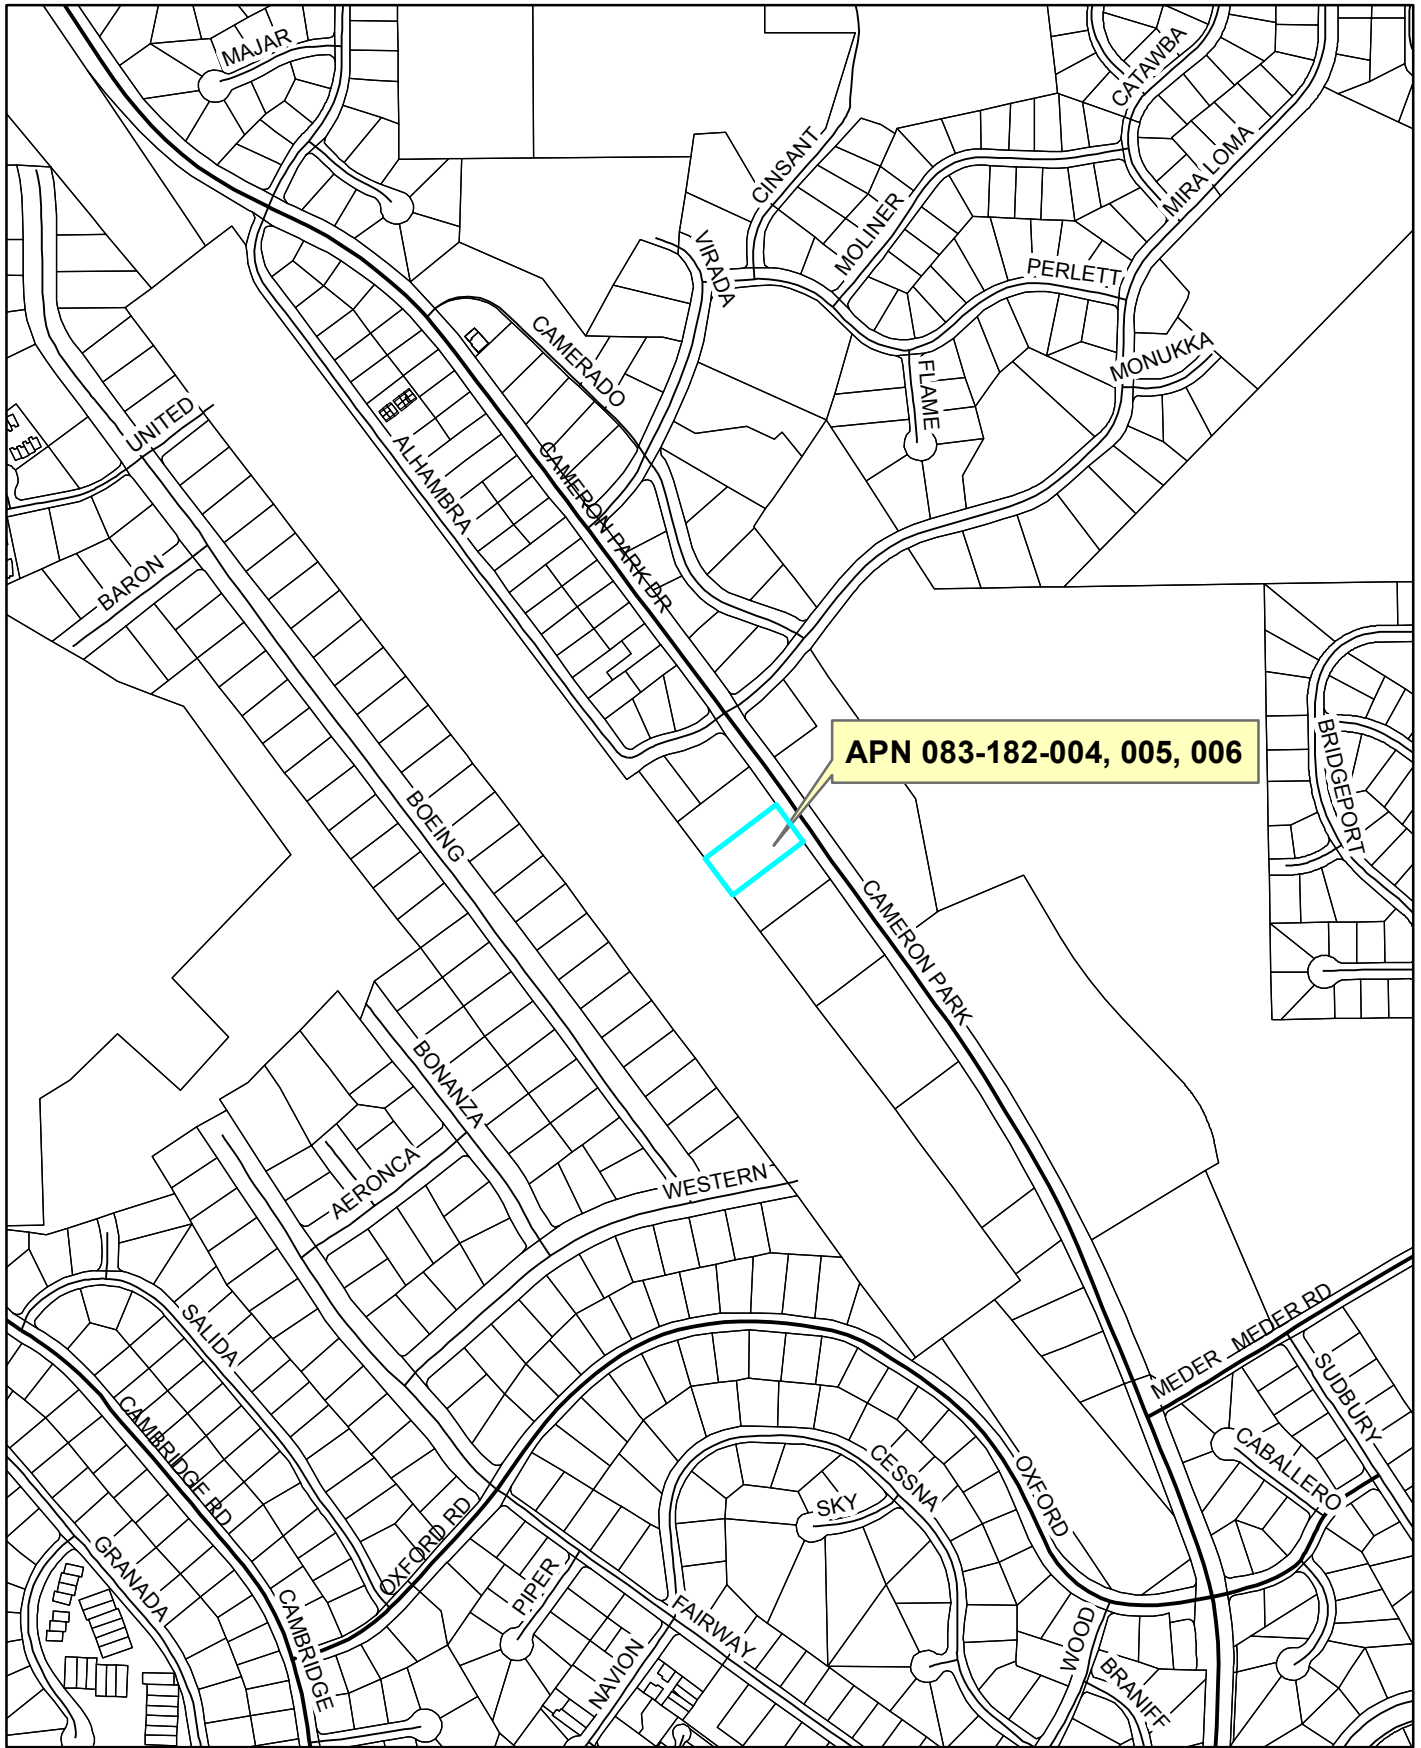 MAJAR
CATAWBA
CINSANT
MIRA LOMA
MOLINER
VIRADA
PERLETT
CAMERADO
MONUKKA
FLAME
UNITED
ALHAMBRA
CAMERON PARK DR
BARON
APN 083-182-004, 005, 006
BRIDGEPORT
BOEING
CAMERON PARK
BONANZA
AERONCA
WESTERN
SALIDA
MEDER RD
MEDER
SUDBURY
CAMBRIDGE RD
CESSNA
CABALLERO
OXFORD
SKY
OXFORD RD
GRANADA
PIPER
CAMBRIDGE
FAIRWAY
WOOD
NAVION
BRANIFF